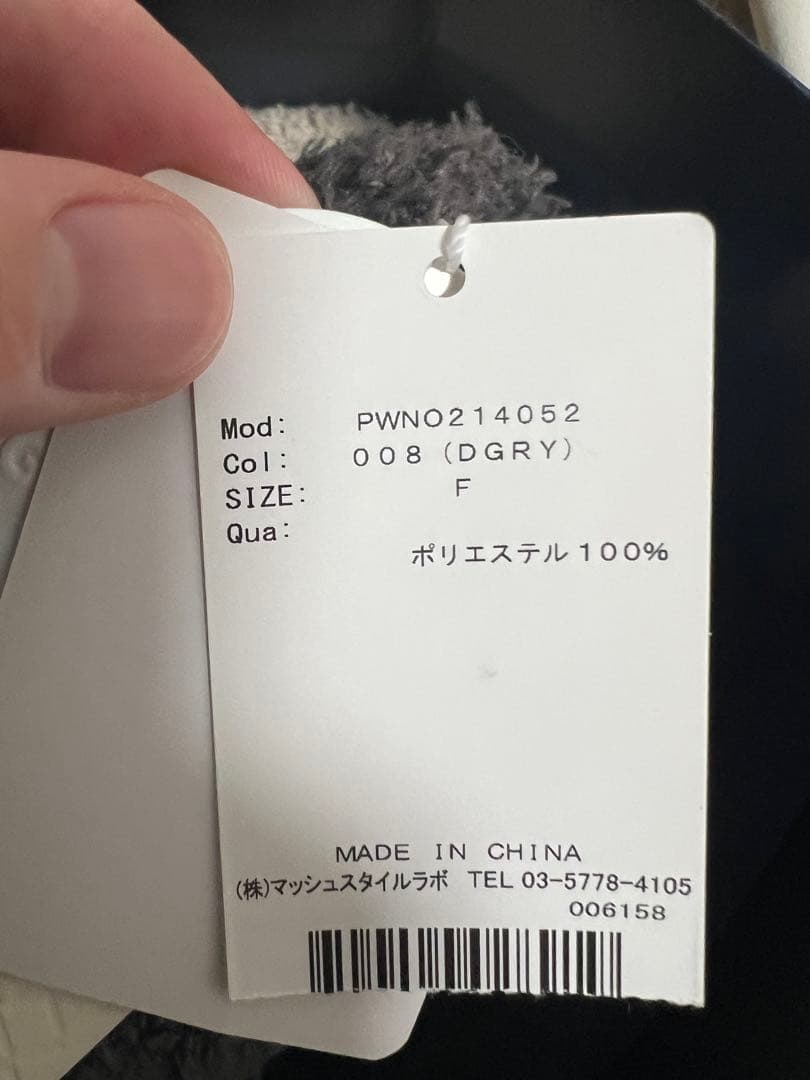 Mod: PWNO214052
Col: 008 (DGRY)
SIZE: F
Qua:
ポリエステル100%
MADE IN CHINA
(株)マッシュスタイルラボ TEL 03-5778-4105
006158